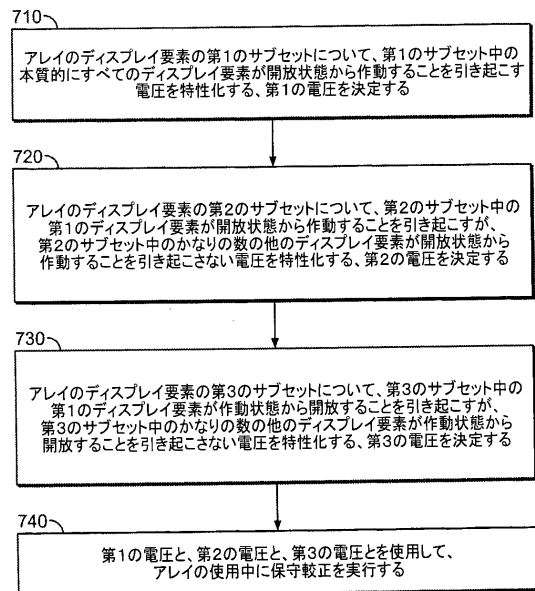 710
アレイのディスプレイ要素の第1のサブセットについて、第1のサブセット中の
本質的にすべてのディスプレイ要素が開放状態から作動することを引き起こす
電圧を特性化する、第1の電圧を決定する
720
アレイのディスプレイ要素の第2のサブセットについて、第2のサブセット中の
第1のディスプレイ要素が開放状態から作動することを引き起こすが、
第2のサブセット中のかなりの数の他のディスプレイ要素が開放状態から
作動することを引き起こさない電圧を特性化する、第2の電圧を決定する
730
アレイのディスプレイ要素の第3のサブセットについて、第3のサブセット中の
第1のディスプレイ要素が作動状態から開放することを引き起こすが、
第3のサブセット中のかなりの数の他のディスプレイ要素が作動状態から
開放することを引き起こさない電圧を特性化する、第3の電圧を決定する
740
第1の電圧と、第2の電圧と、第3の電圧とを使用して、
アレイの使用中に保守較正を実行する